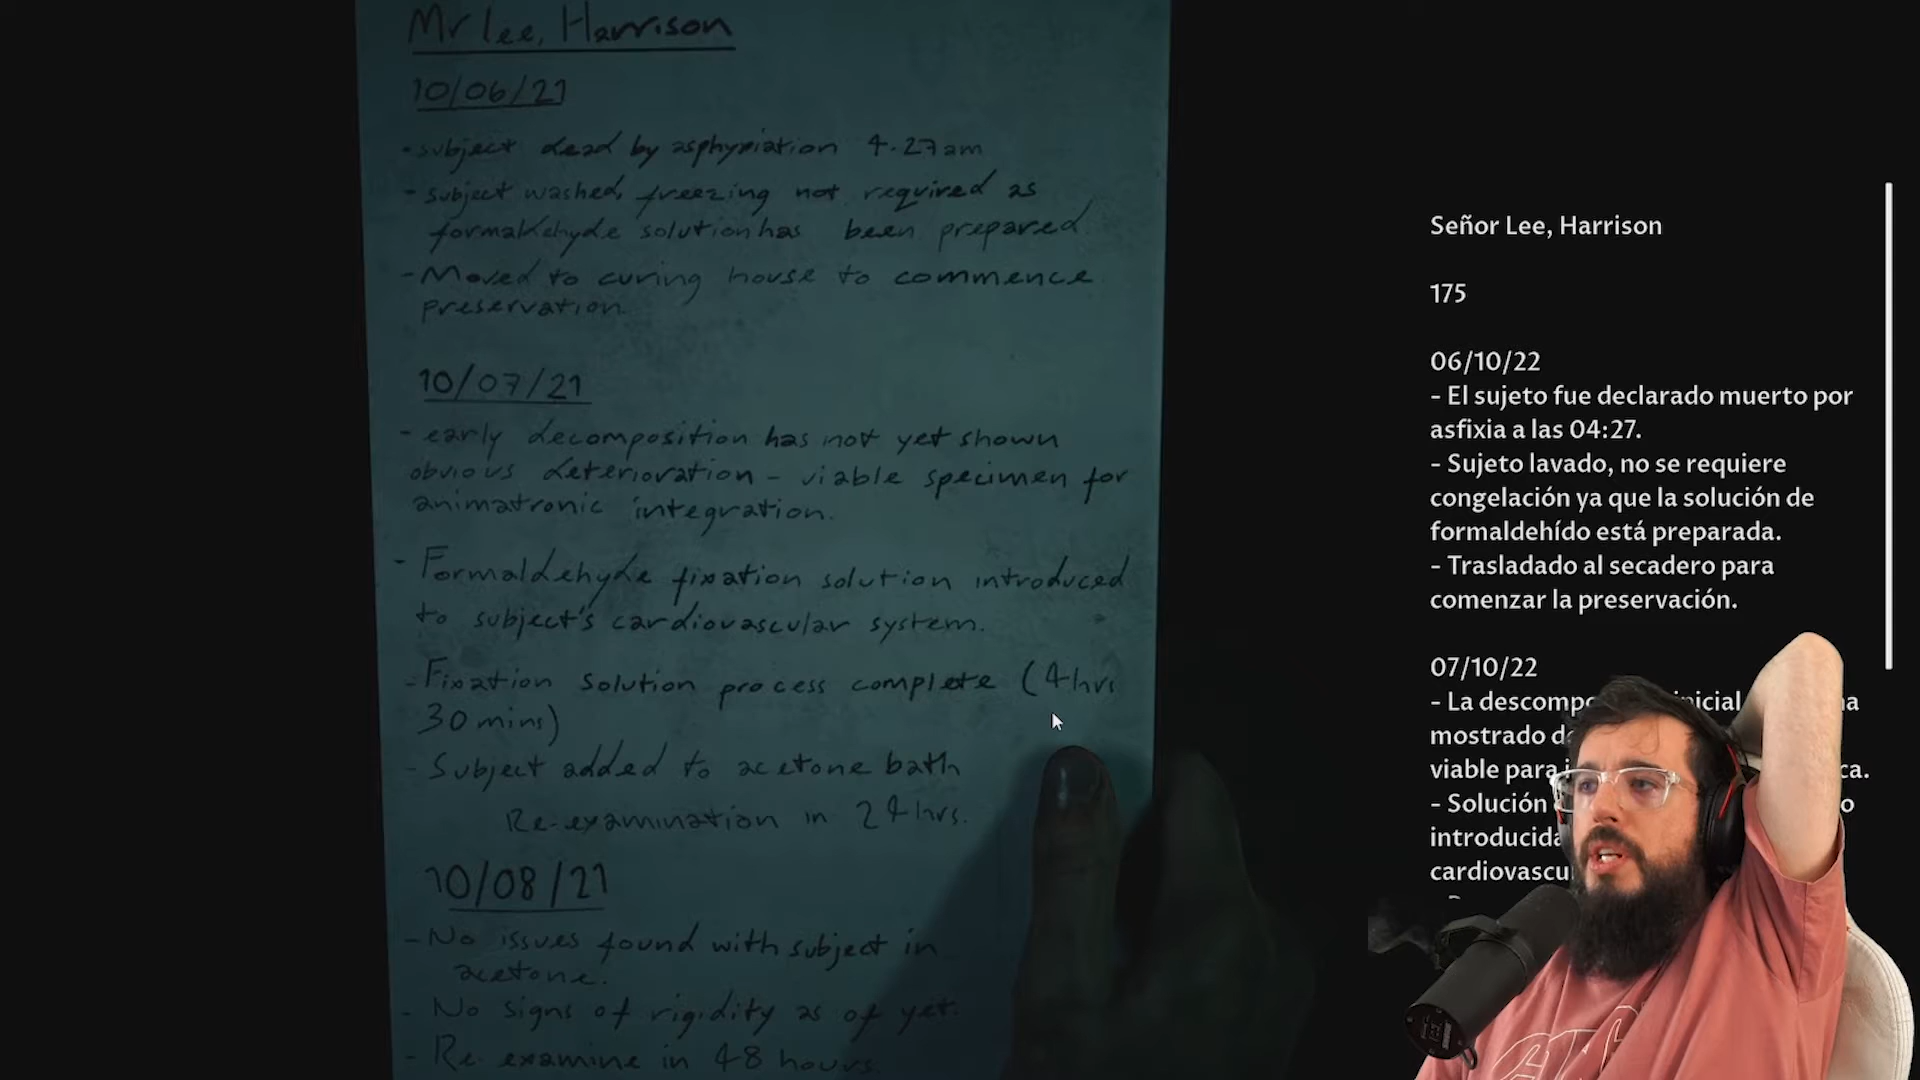 Mr Lee, Harrison
10/06/21
- subject dead by asphyxiation 4.27am
- subject washed, freezing not required as
formaldehyde solution has been prepared
- Moved to curing house to commence
preservation.
10/07/21
- early decomposition has not yet shown
obvious deterioration - viable specimen for
animatronic integration.
- Formaldehyde fixation solution introduced
to subject's cardiovascular system.
- Fixation solution process complete (4hrs
30mins)
- Subject added to acetone bath
Re-examination in 24hrs.
10/08/21
- No issues found with subject in
acetone.
- No signs of rigidity as of yet.
- Re-examine in 48 hours.
Señor Lee, Harrison
175
06/10/22
- El sujeto fue declarado muerto por
asfixia a las 04:27.
- Sujeto lavado, no se requiere
congelación ya que la solución de
formaldehído está preparada.
- Trasladado al secadero para
comenzar la preservación.
07/10/22
- La descompo
mostrado d
viable para
- Solución
introducida
cardiovascu